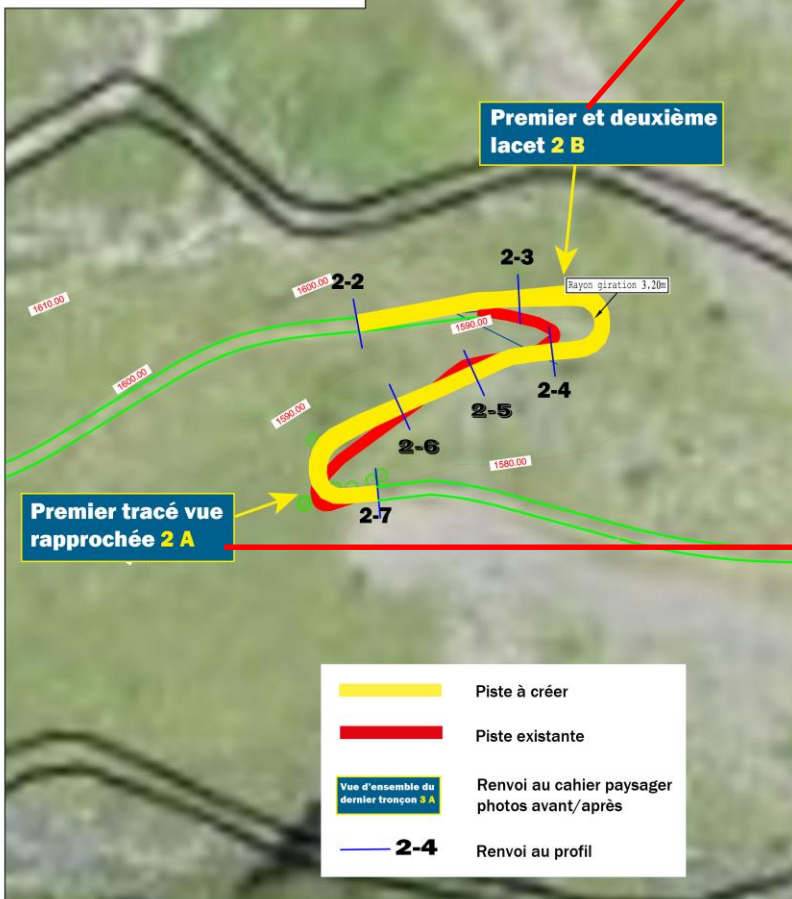 Premier et deuxième
lacet 2 B
2-3
2-2
1600.00
Rayon giration 3,20m
1610.00
1590.00
2-4
1600.00
2-5
1590.00
2-6
1580.00
Premier tracé vue
rapprochée 2 A
2-7
Piste à créer
Piste existante
Vue d'ensemble du
dernier tronçon 3 A
Renvoi au cahier paysager
photos avant/après
2-4
Renvoi au profil